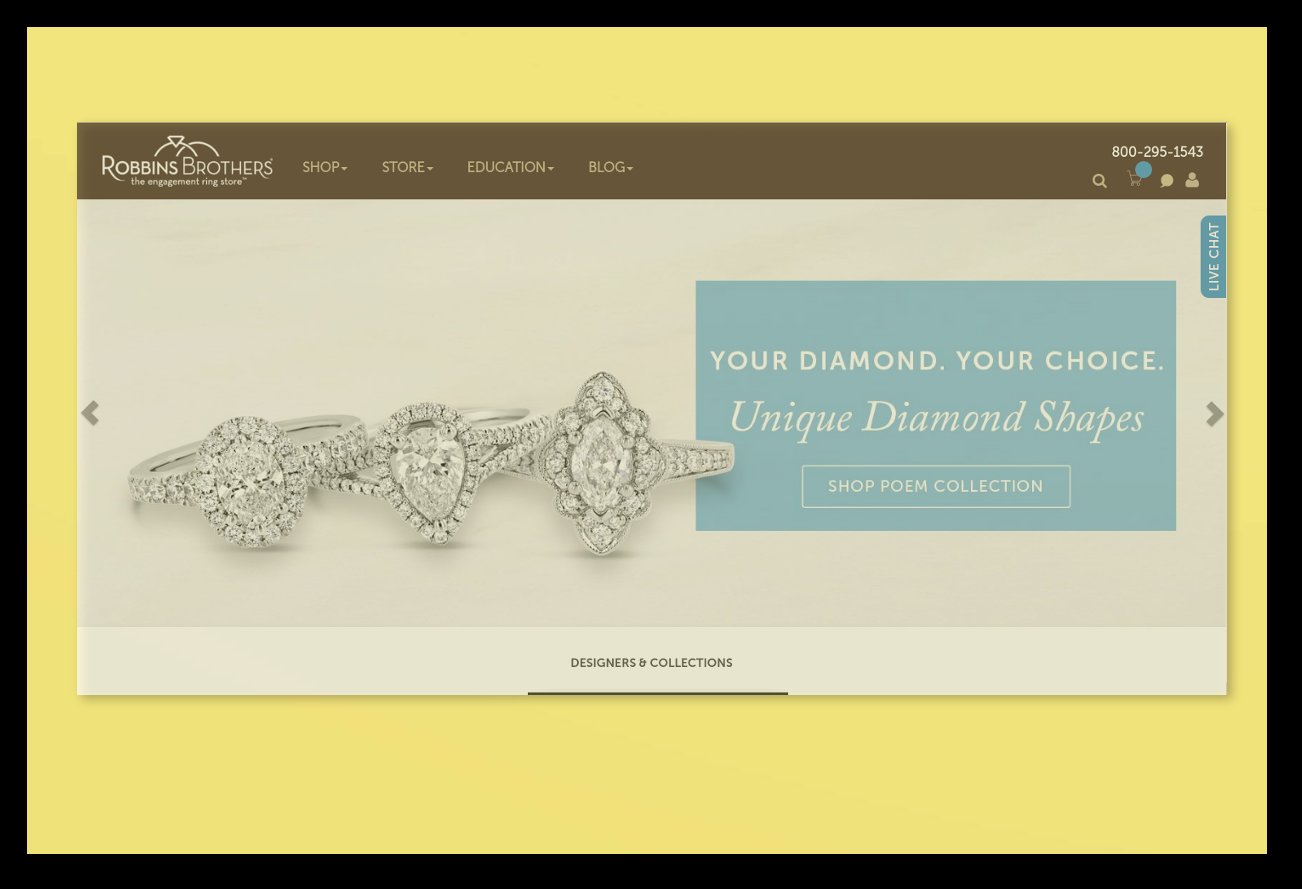 ROBBINS BROTHERS
the engagement ring store™
SHOP
STORE
EDUCATION
BLOG
800-295-1543
LIVE CHAT
YOUR DIAMOND. YOUR CHOICE.
Unique Diamond Shapes
SHOP POEM COLLECTION
DESIGNERS & COLLECTIONS